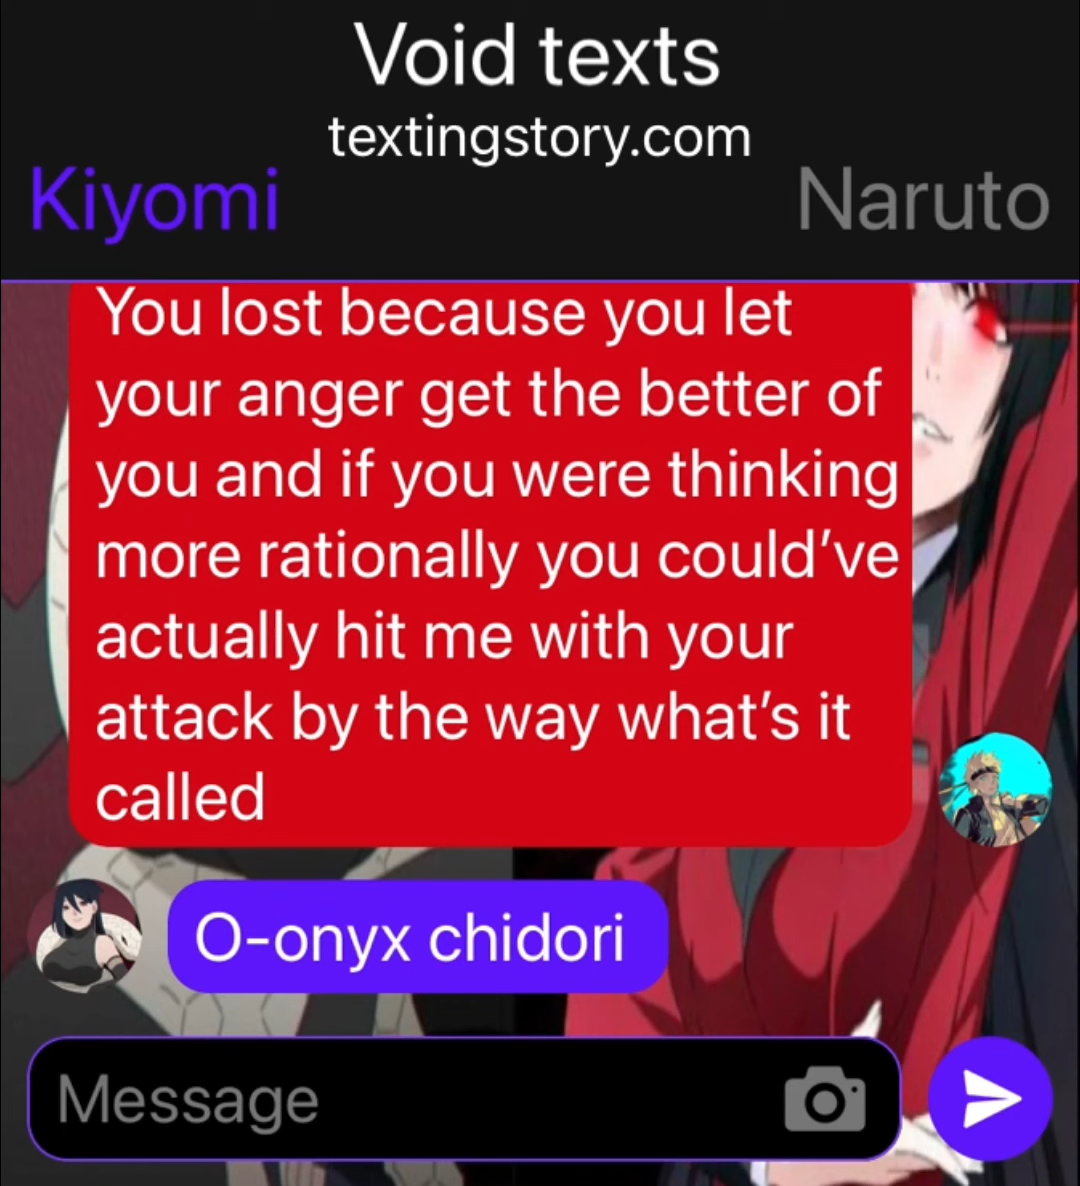 Void texts
textingstory.com
Kiyomi
Naruto
You lost because you let
your anger get the better of
you and if you were thinking
more rationally you could’ve
actually hit me with your
attack by the way what’s it
called
O-onyx chidori
Message